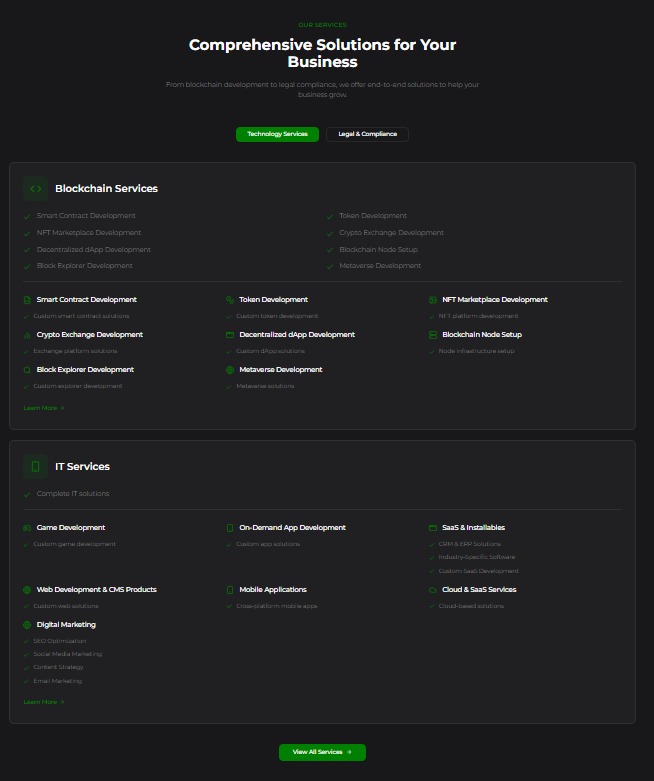 OUR SERVICES
Comprehensive Solutions for Your
Business
From blockchain development to legal compliance, we offer end-to-end solutions to help your
business grow.
Technology Services
Legal & Compliance
Blockchain Services
Smart Contract Development
Token Development
NFT Marketplace Development
Crypto Exchange Development
Decentralized dApp Development
Blockchain Node Setup
Block Explorer Development
Metaverse Development
Smart Contract Development
Token Development
NFT Marketplace Development
Custom smart contract solutions
Custom token development
NFT platform development
Crypto Exchange Development
Decentralized dApp Development
Blockchain Node Setup
Exchange platform solutions
Custom dApp solutions
Node infrastructure setup
Block Explorer Development
Metaverse Development
Custom explorer development
Metaverse solutions
Learn More →
IT Services
Complete IT solutions
Game Development
On-Demand App Development
SaaS & Installables
Custom game development
Custom app solutions
CRM & ERP Solutions
Industry-Specific Software
Custom SaaS Development
Web Development & CMS Products
Mobile Applications
Cloud & SaaS Services
Custom web solutions
Cross-platform mobile apps
Cloud-based solutions
Digital Marketing
SEO Optimization
Social Media Marketing
Content Strategy
Email Marketing
Learn More →
View All Services →